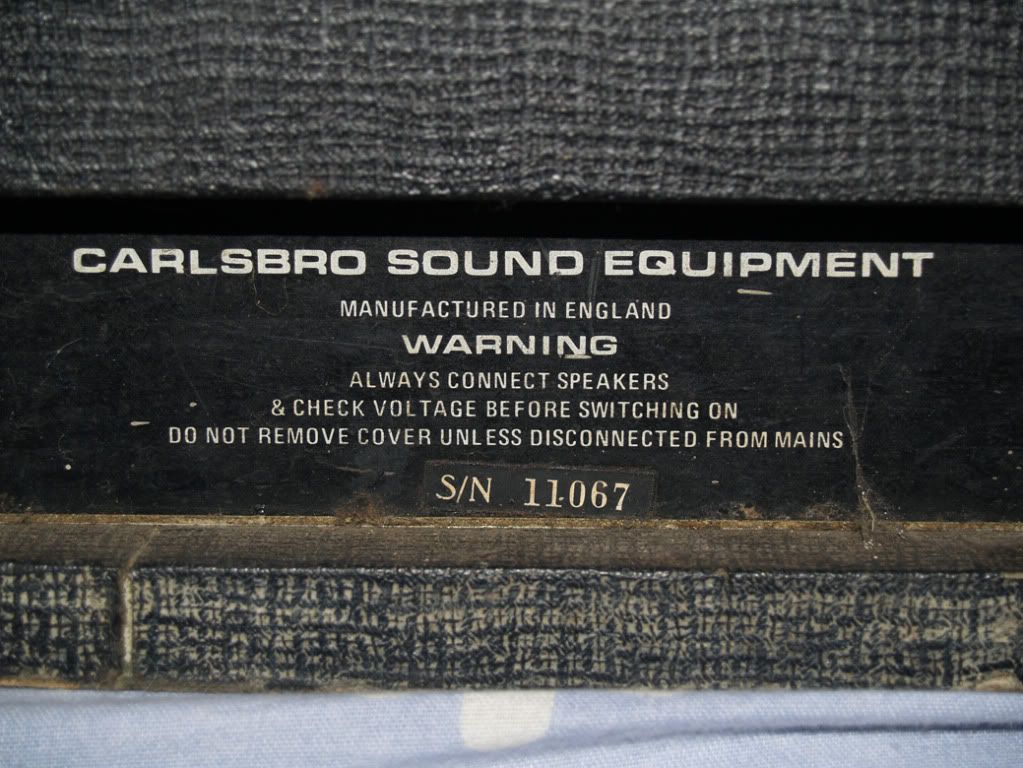 CARLSBRO SOUND EQUIPMENT
MANUFACTURED IN ENGLAND
WARNING
ALWAYS CONNECT SPEAKERS
& CHECK VOLTAGE BEFORE SWITCHING ON
DO NOT REMOVE COVER UNLESS DISCONNECTED FROM MAINS
S/N 11067